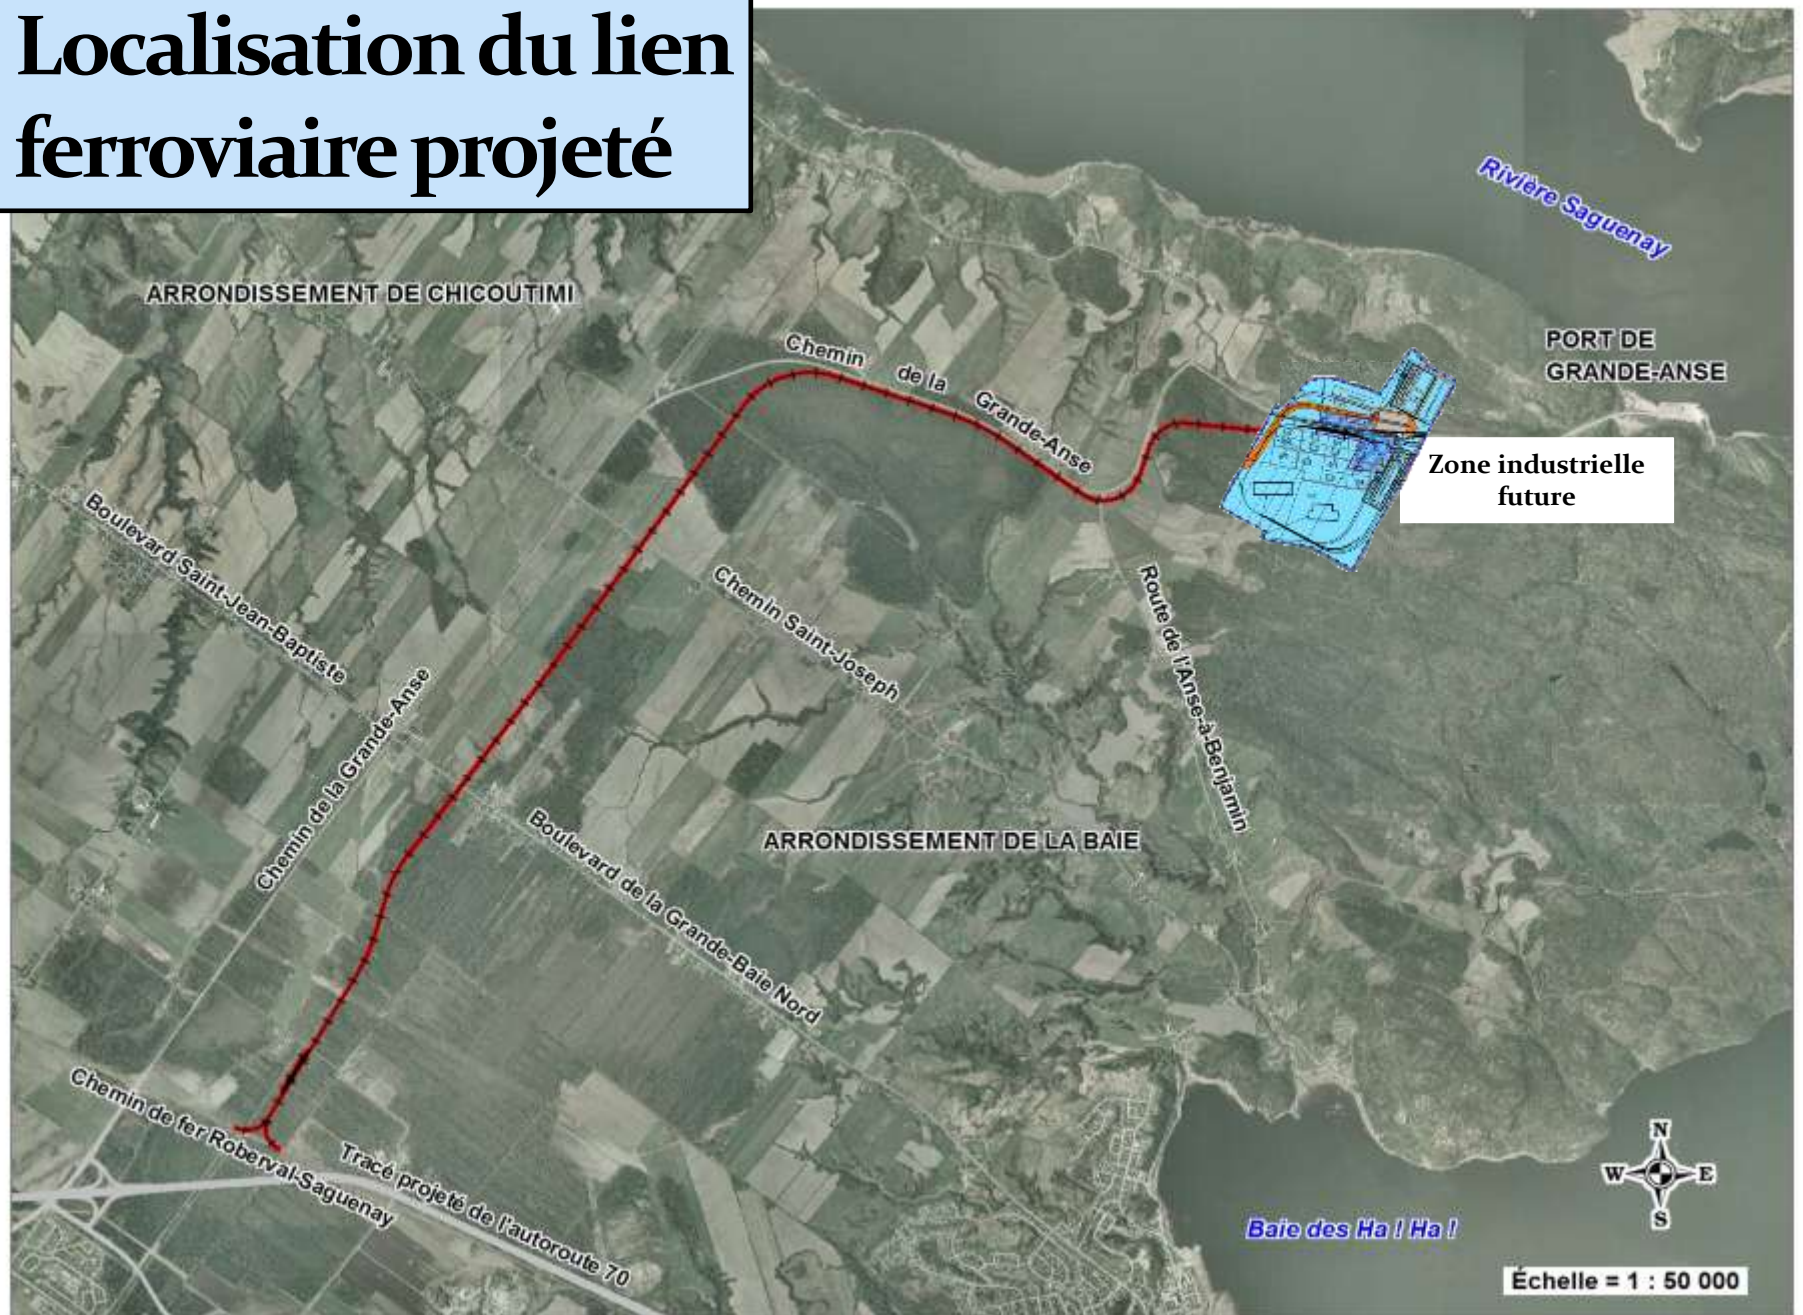 Localisation du lien
ferroviaire projeté
Rivière Saguenay
ARRONDISSEMENT DE CHICOUTIMI
PORT DE
GRANDE-ANSE
Chemin de la Grande-Anse
Zone industrielle
future
Boulevard Saint-Jean-Baptiste
Chemin Saint-Joseph
Route de l'Anse-à-Benjamin
Chemin de la Grande-Anse
Boulevard de la Grande-Baie Nord
ARRONDISSEMENT DE LA BAIE
Chemin de fer Roberval-Saguenay
Tracé projeté de l'autoroute 70
Baie des Ha ! Ha !
N
W E
S
Échelle = 1 : 50 000